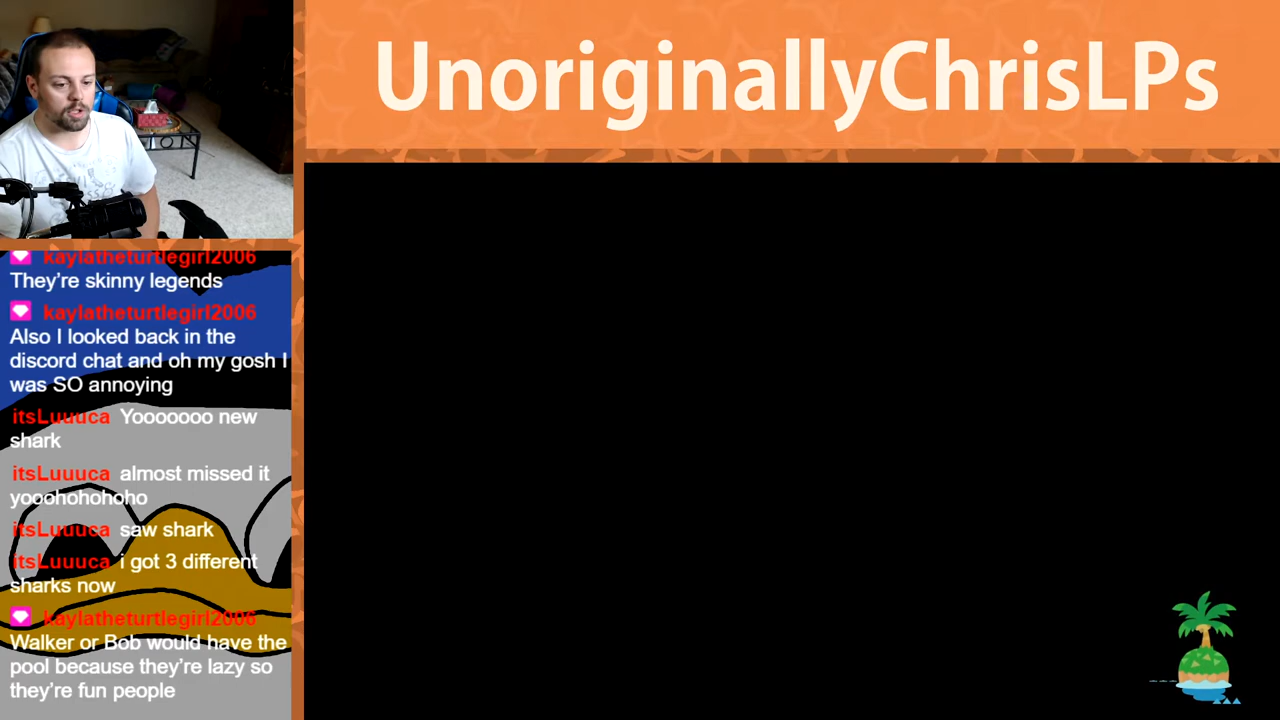 UnoriginallyChrisLPs
kaylatheturtlegirl2006
They're skinny legends
kaylatheturtlegirl2006
Also I looked back in the
discord chat and oh my gosh I
was SO annoying
itsLuuuca Yooooooo new
shark
itsLuuuca almost missed it
yooohohohoho
itsLuuuca saw shark
itsLuuuca i got 3 different
sharks now
kaylatheturtlegirl2006
Walker or Bob would have the
pool because they're lazy so
they're fun people